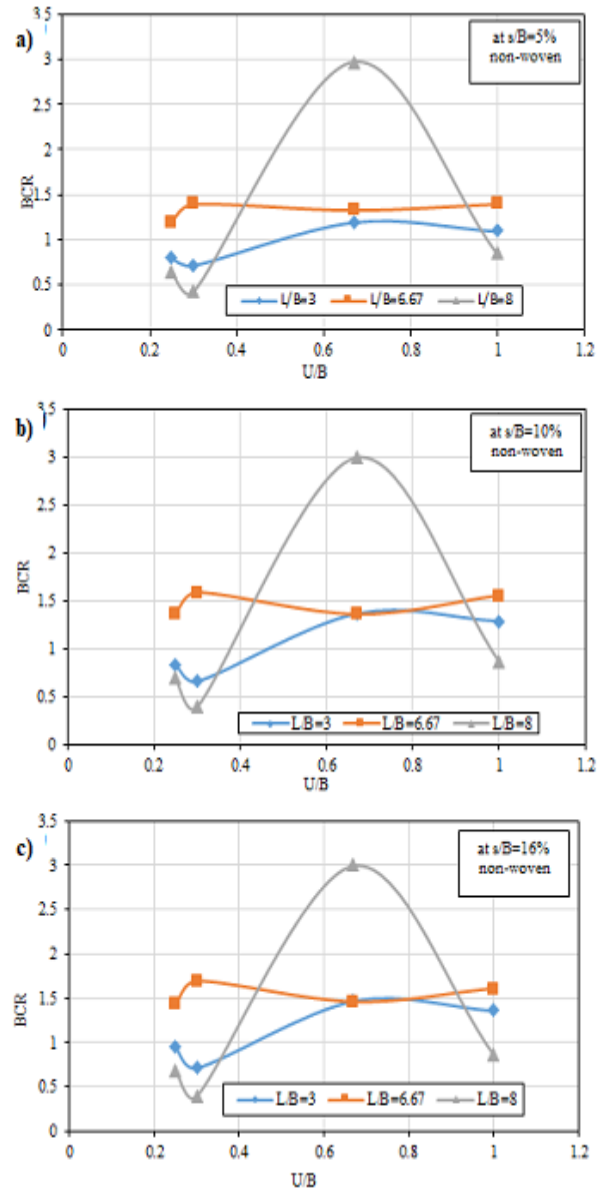 a)
3.5
3
2.5
2
1.5
1
0.5
0
BCR
at s/B=5%
non-woven
L/B=3 L/B=6.67 L/B=8
0 0.2 0.4 0.6 0.8 1 1.2
U/B
b)
3.5
3
2.5
2
1.5
1
0.5
0
BCR
at s/B=10%
non-woven
L/B=3 L/B=6.67 L/B=8
0 0.2 0.4 0.6 0.8 1 1.2
U/B
c)
3.5
3
2.5
2
1.5
1
0.5
0
BCR
at s/B=16%
non-woven
L/B=3 L/B=6.67 L/B=8
0 0.2 0.4 0.6 0.8 1 1.2
U/B